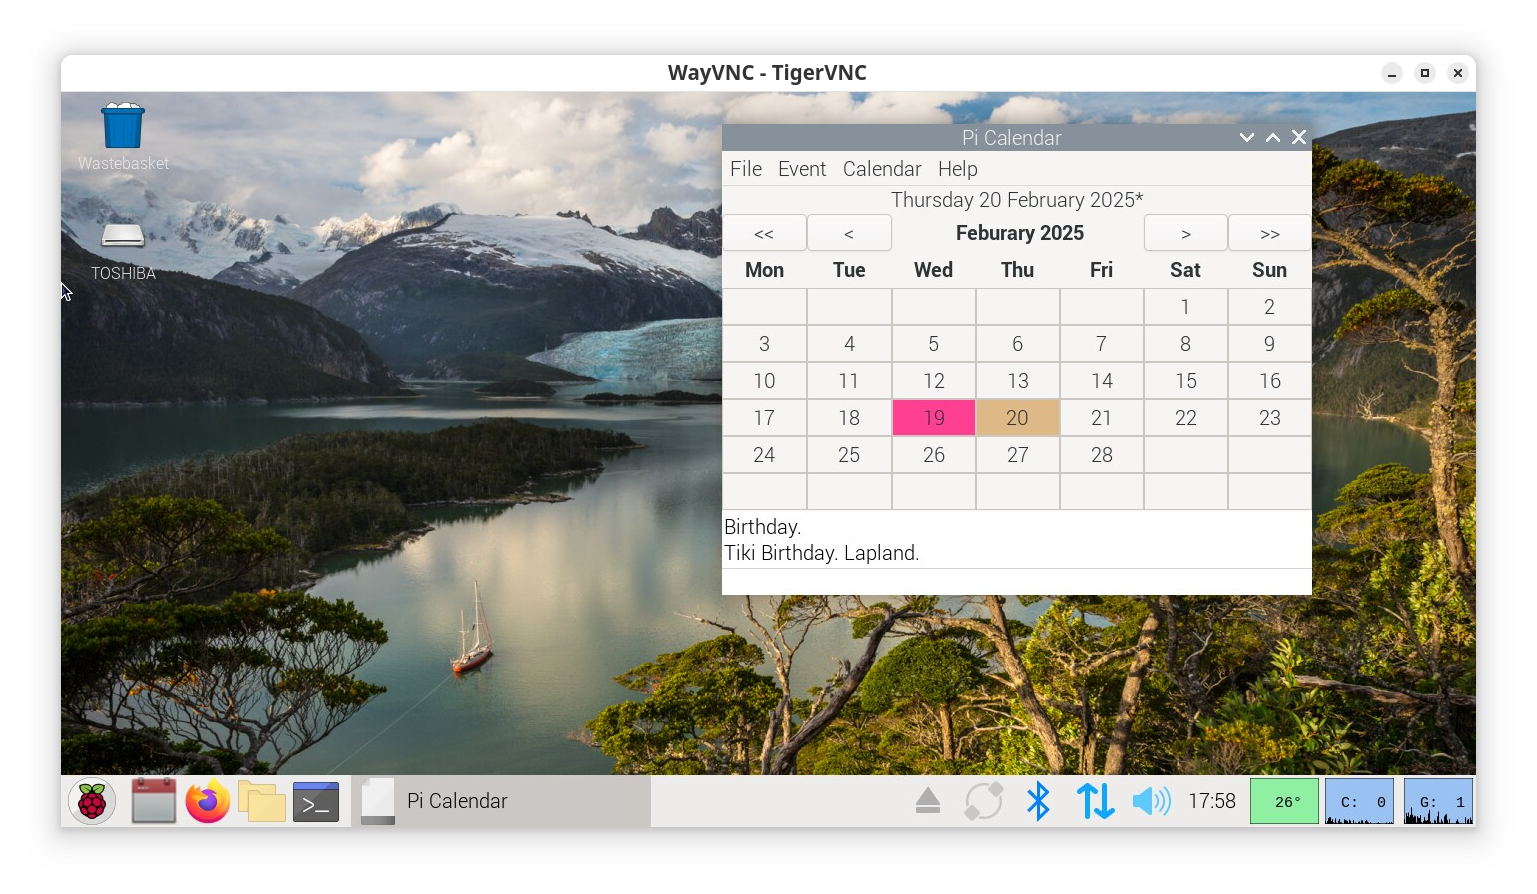 WayVNC - TigerVNC
Wastebasket
TOSHIBA
Pi Calendar
File Event Calendar Help
Thursday 20 February 2025*
<< < Feburary 2025 > >>
Mon Tue Wed Thu Fri Sat Sun
1 2
3 4 5 6 7 8 9
10 11 12 13 14 15 16
17 18 19 20 21 22 23
24 25 26 27 28
Birthday.
Tiki Birthday. Lapland.
>_ Pi Calendar 17:58 26° C: 0 G: 1